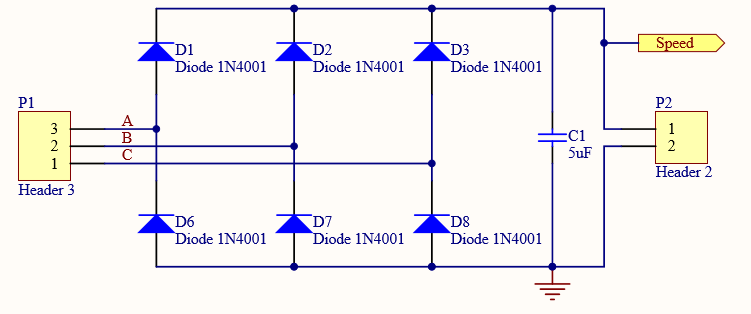 D1
Diode 1N4001
D2
Diode 1N4001
D3
Diode 1N4001
Speed
P1
3
2
1
Header 3
A
B
C
C1
5uF
P2
1
2
Header 2
D6
Diode 1N4001
D7
Diode 1N4001
D8
Diode 1N4001